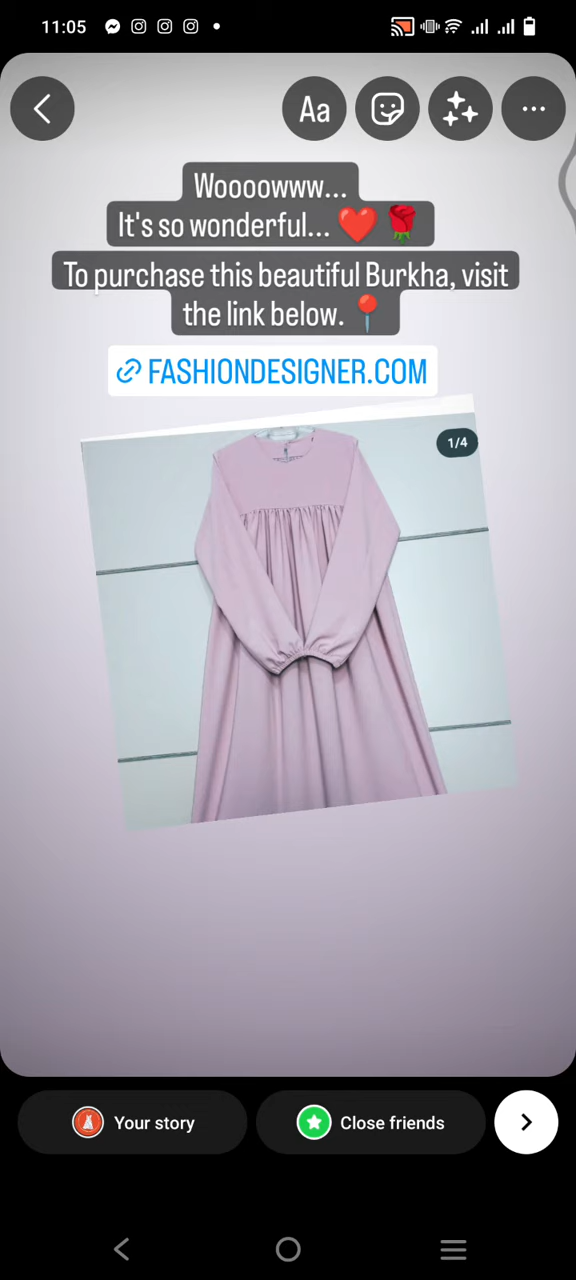 11:05
Aa
Woooowww...
It's so wonderful... ❤️ 🌹
To purchase this beautiful Burkha, visit
the link below. 📍
FASHIONDESIGNER.COM
1/4
Your story
Close friends